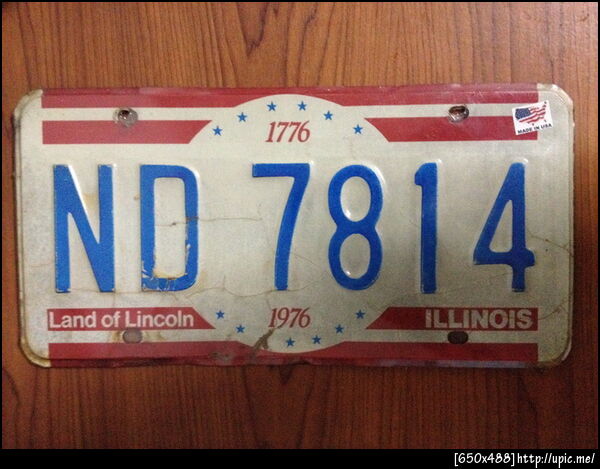 1776
MADE IN USA
ND 7814
Land of Lincoln 1976 ILLINOIS
[650x488]http://upic.me/